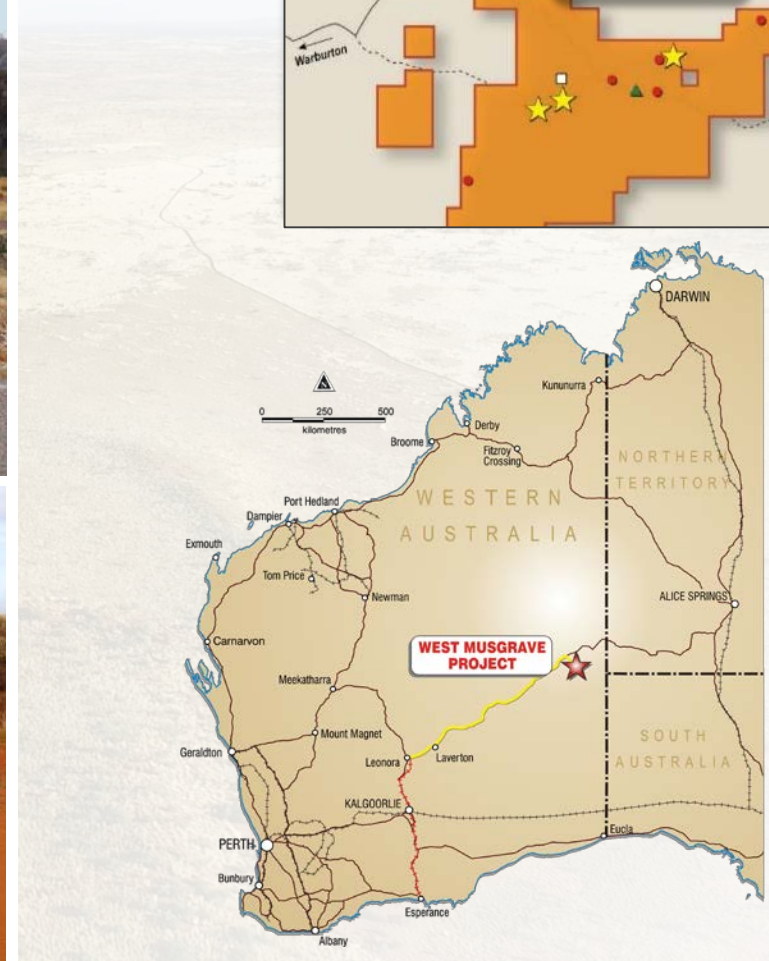 Warburton
DARWIN
Kununurra
0 250 500
kilometres
Derby
Broome
Fitzroy
Crossing
NORTHERN
TERRITORY
WESTERN
AUSTRALIA
Port Hedland
Dampier
Exmouth
Tom Price
Newman
ALICE SPRINGS
Carnarvon
WEST MUSGRAVE
PROJECT
Meekatharra
Mount Magnet
SOUTH
AUSTRALIA
Geraldton
Leonora
Laverton
KALGOORLIE
Eucla
PERTH
Bunbury
Esperance
Albany